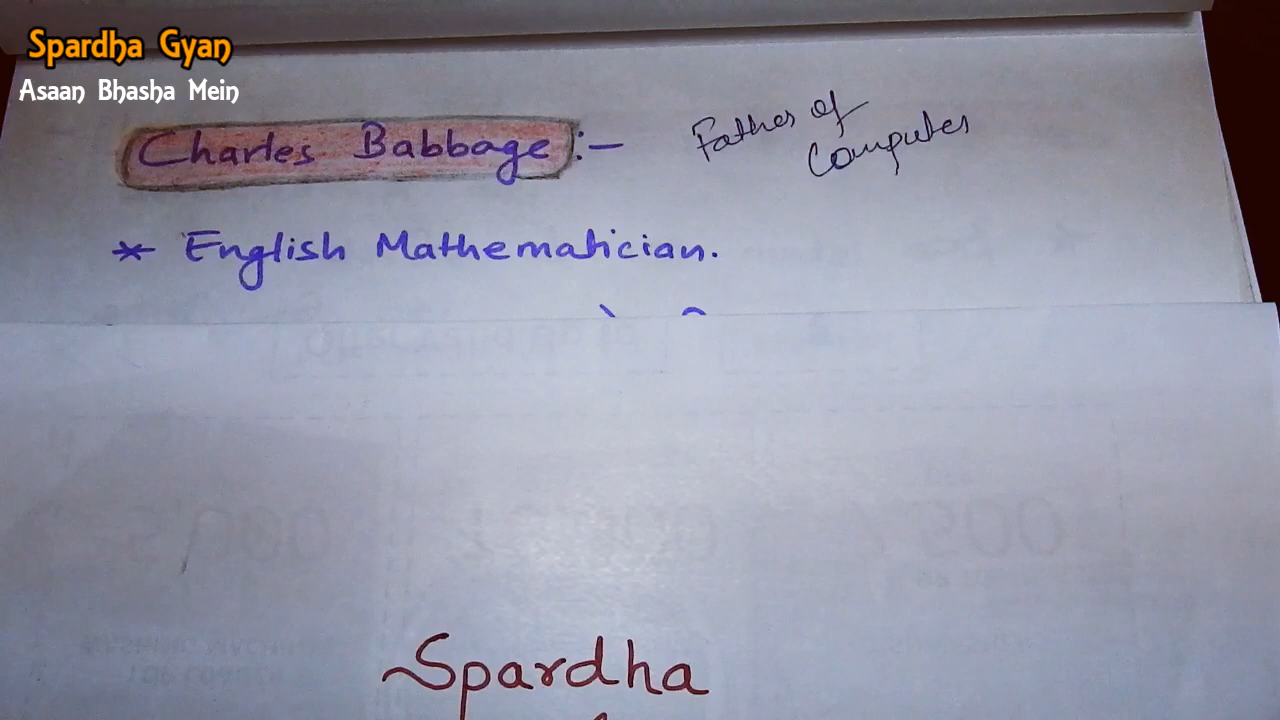 Spardha Gyan
Asaan Bhasha Mein
Charles Babbage :-
Father of
Computer
* English Mathematician.
Spardha